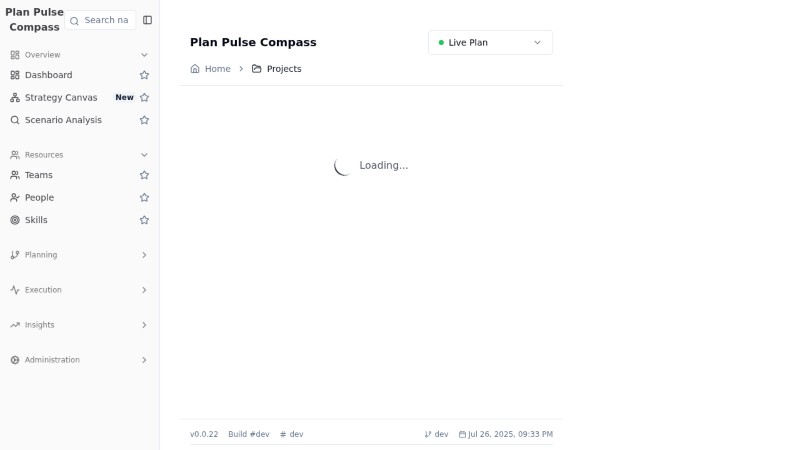 Plan Pulse
Compass
Search na
Overview
Dashboard
Strategy Canvas New
Scenario Analysis
Resources
Teams
People
Skills
Planning
Execution
Insights
Administration
Plan Pulse Compass
Live Plan
Home > Projects
Loading...
v0.0.22 Build #dev # dev dev Jul 26, 2025, 09:33 PM